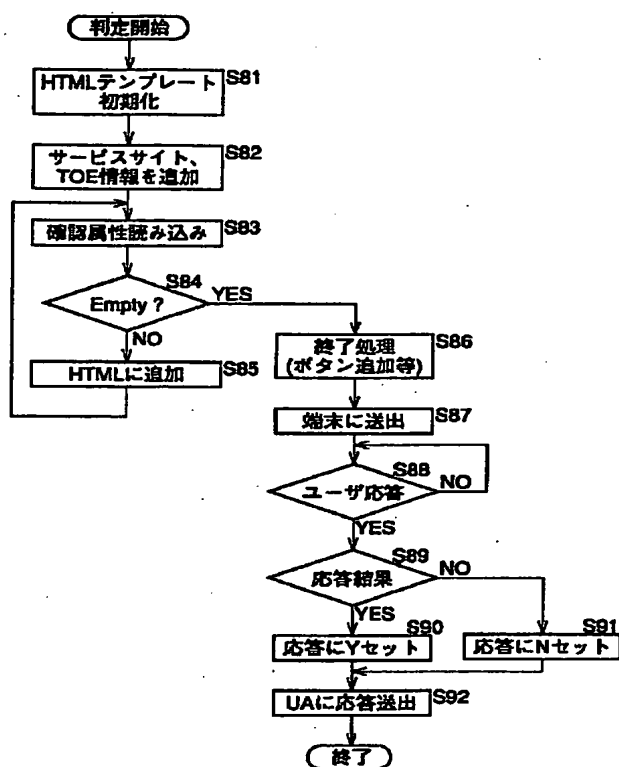 判定開始
S81
HTMLテンプレート
初期化
S82
サービスサイト、
TOE情報を追加
S83
確認属性読み込み
S84
Empty ?
YES
NO
S85
HTMLに追加
S86
終了処理
(ボタン追加等)
S87
端末に送出
S88
ユーザ応答
NO
YES
S89
応答結果
NO
YES
S90
応答にYセット
S91
応答にNセット
S92
UAに応答送出
終了